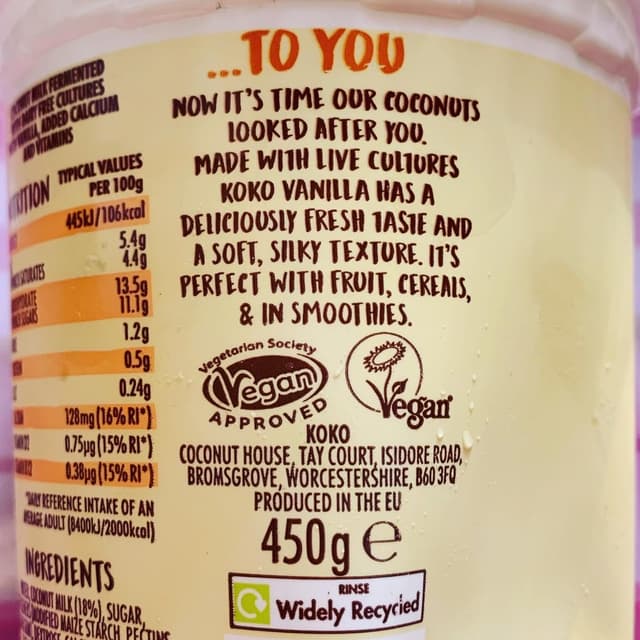 ...TO YOU
NOW IT'S TIME OUR COCONUTS
LOOKED AFTER YOU.
MADE WITH LIVE CULTURES
KOKO VANILLA HAS A
DELICIOUSLY FRESH TASTE AND
A SOFT, SILKY TEXTURE. IT'S
PERFECT WITH FRUIT, CEREALS,
& IN SMOOTHIES.
Vegetarian Society
Vegan
APPROVED
Vegan
KOKO
COCONUT HOUSE, TAY COURT, ISIDORE ROAD,
BROMSGROVE, WORCESTERSHIRE, B60 3FQ
PRODUCED IN THE EU
450g e
RINSE
Widely Recycled
MILK FERMENTED
FREE CULTURES
ADDED CALCIUM
AND VITAMINS
TYPICAL VALUES
PER 100g
445kJ/106kcal
5.4g
4.4g
13.5g
11.1g
1.2g
0.5g
0.24g
128mg (16% RI*)
0.75µg (15% RI*)
0.38µg (15% RI*)
*DAILY REFERENCE INTAKE OF AN
AVERAGE ADULT (8400kJ/2000kcal)
INGREDIENTS
COCONUT MILK (18%), SUGAR,
MODIFIED MAIZE STARCH, PECTINS